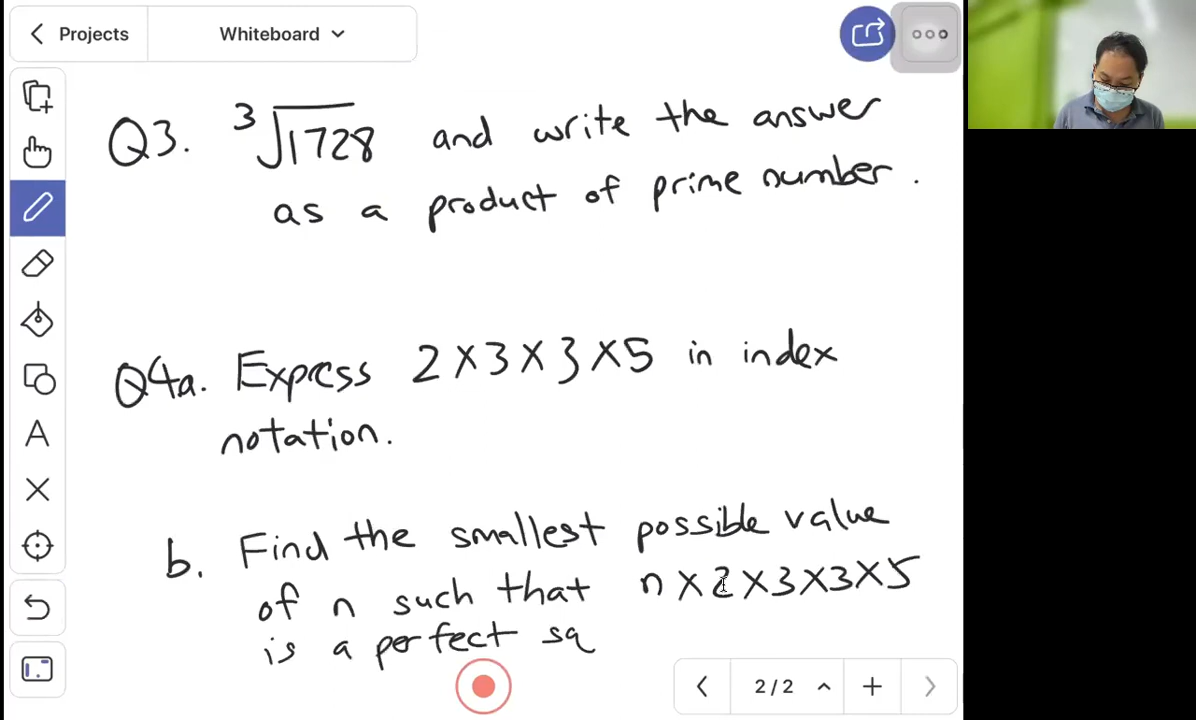 Projects
Whiteboard
Q3. ³√1728 and write the answer
as a product of prime number.
Q4a. Express 2×3×3×5 in index
notation.
b. Find the smallest possible value
of n such that n×2×3×3×5
is a perfect sq
A
2/2